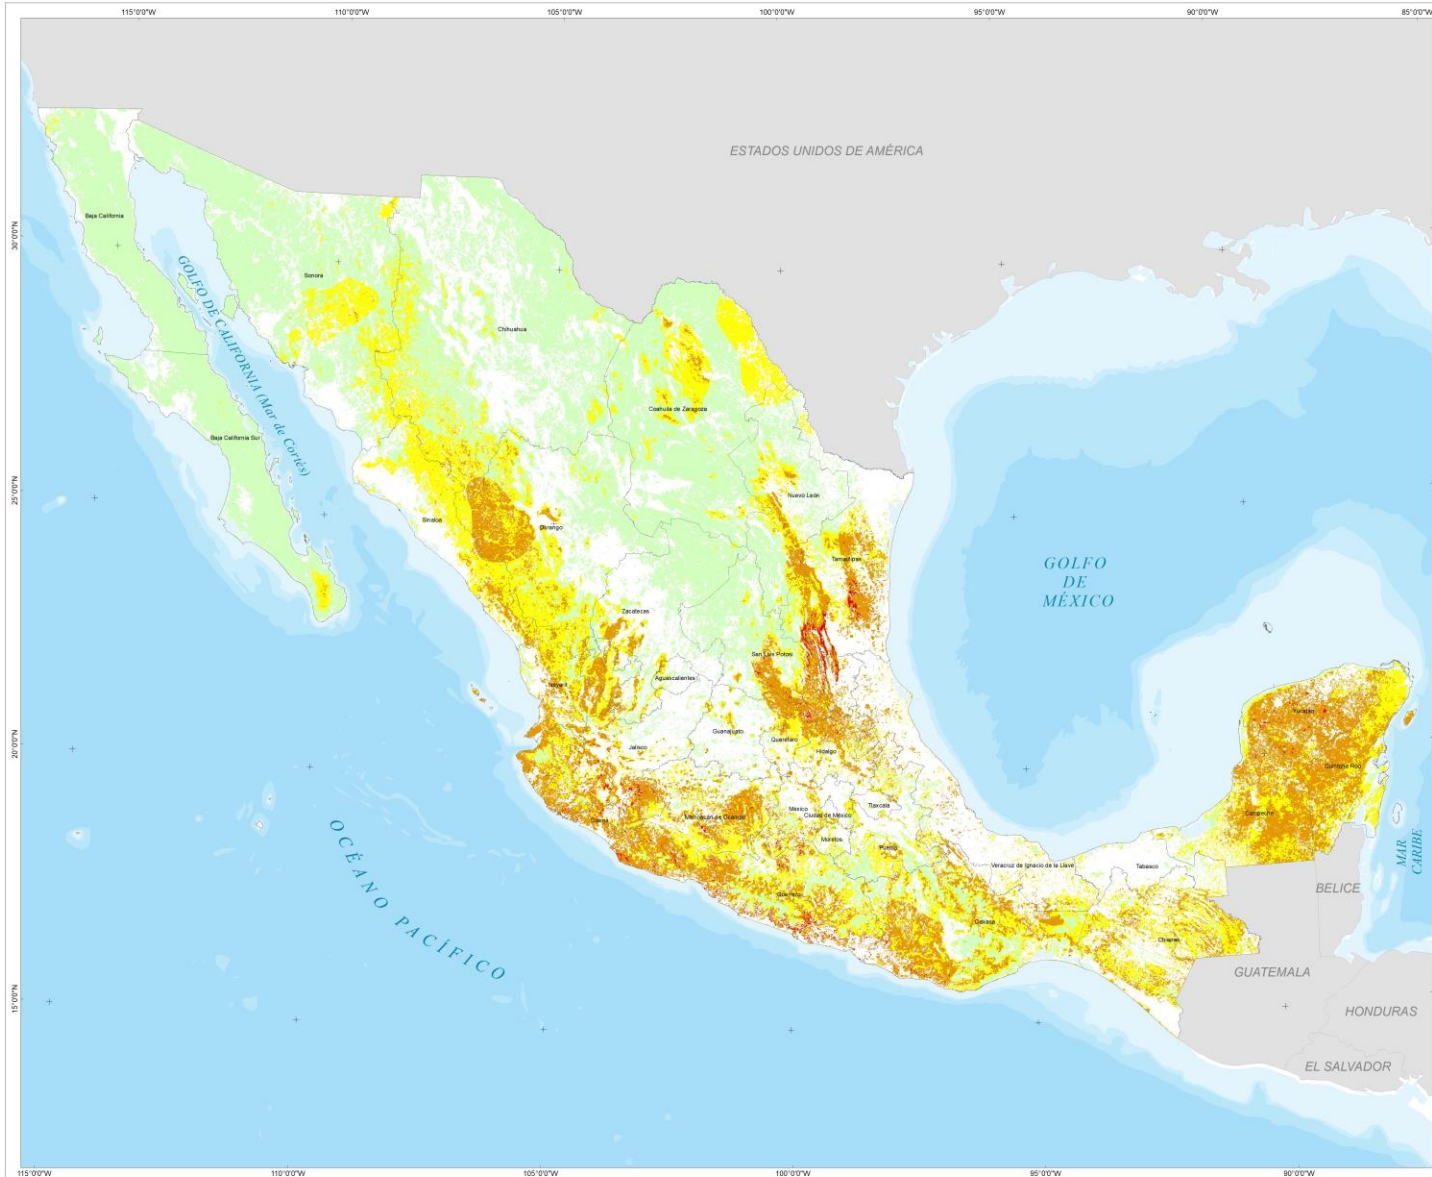 115°0'0"W 110°0'0"W 105°0'0"W 100°0'0"W 95°0'0"W 90°0'0"W 85°0'0"W
ESTADOS UNIDOS DE AMÉRICA
Baja California
30°0'0"N
Sonora
GOLFO DE CALIFORNIA (Mar de Cortés)
Chihuahua
Coahuila de Zaragoza
Baja California Sur
25°0'0"N
Nuevo León
Sinaloa
Durango
Tamaulipas
GOLFO
DE
MÉXICO
Zacatecas
San Luis Potosí
Aguascalientes
Nayarit
Yucatán
Guanajuato
Querétaro
20°0'0"N
Jalisco
Hidalgo
Quintana Roo
México
Tlaxcala
Ciudad de México
Colima
Michoacán de Ocampo
Campeche
Morelos
Puebla
MAR
CARIBE
Veracruz de Ignacio de la Llave
Tabasco
OCÉANO PACÍFICO
BELICE
Guerrero
Oaxaca
Chiapas
GUATEMALA
15°0'0"N
HONDURAS
EL SALVADOR
115°0'0"W 110°0'0"W 105°0'0"W 100°0'0"W 95°0'0"W 90°0'0"W